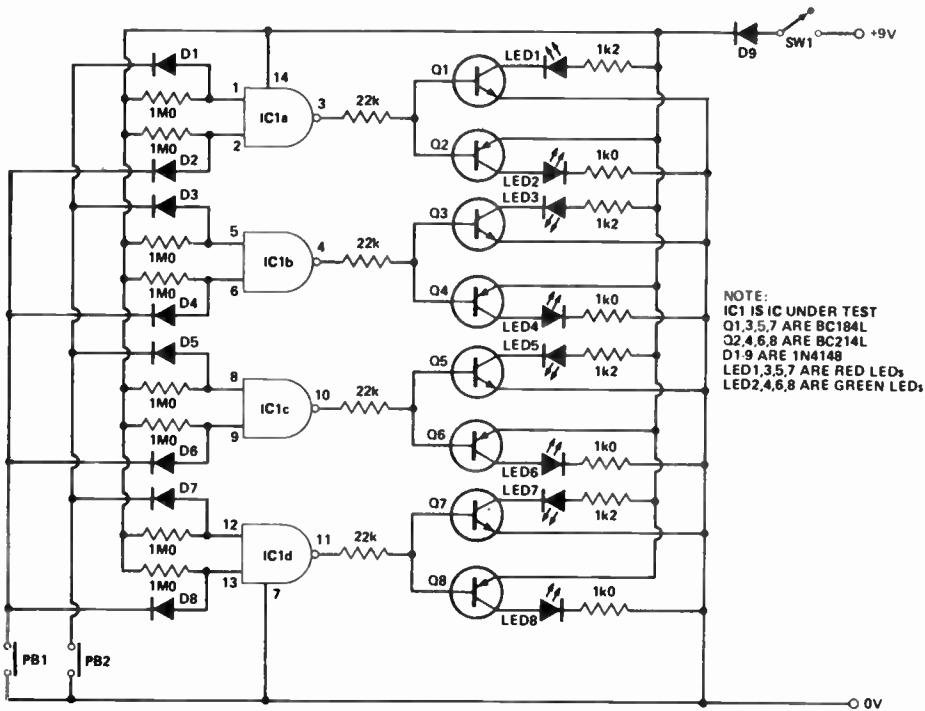 D1
1
1M0
1M0
2
D2
14
IC1a
3
22k
Q1
LED1
1k2
D9
SW1
+9V
Q2
LED2
1k0
D3
5
1M0
1M0
6
D4
IC1b
4
22k
Q3
LED3
1k2
Q4
LED4
1k0
D5
8
1M0
1M0
9
D6
IC1c
10
22k
Q5
LED5
1k2
Q6
LED6
1k0
D7
12
1M0
1M0
13
D8
IC1d
11
7
22k
Q7
LED7
1k2
Q8
LED8
1k0
NOTE:
IC1 IS IC UNDER TEST
Q1,3,5,7 ARE BC184L
Q2,4,6,8 ARE BC214L
D1-9 ARE 1N4148
LED1,3,5,7 ARE RED LEDs
LED2,4,6,8 ARE GREEN LEDs
PB1
PB2
0V